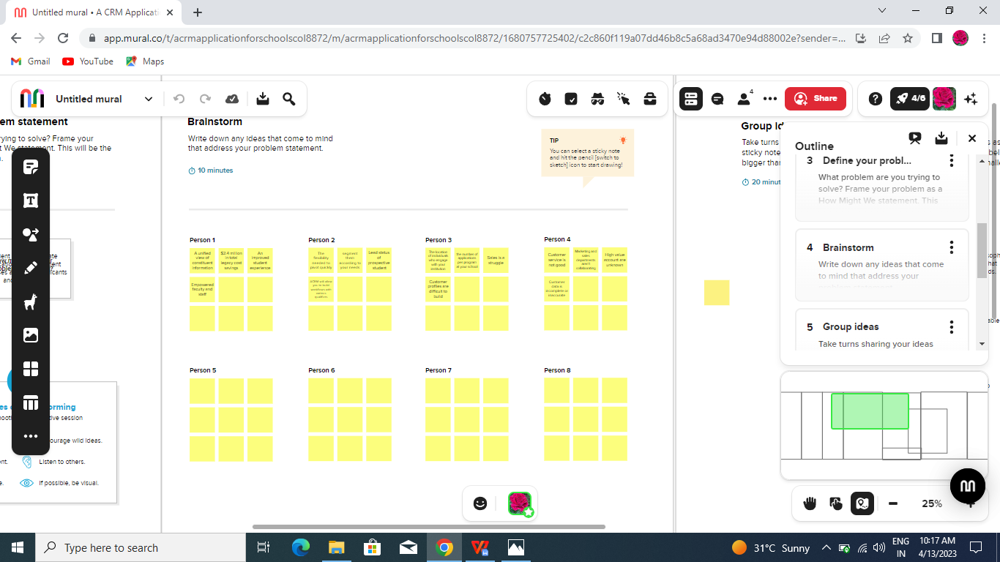 Untitled mural • A CRM Applicati
app.mural.co/t/acrmapplicationforschoolscol8872/m/acrmapplicationforschoolscol8872/1680757725402/c2c860f119a07dd46b8c5a68ad3470e94d88002e?sender=...
Gmail
YouTube
Maps
Untitled mural
4
Share
4/6
em statement
rying to solve? Frame your
t We statement. This will be the
Brainstorm
Write down any ideas that come to mind
that address your problem statement.
10 minutes
TIP
You can select a sticky note
and hit the pencil [switch to
sketch] icon to start drawing!
Group id
Take turns
sticky note
bigger than
20 minut
Outline
3 Define your probl...
What problem are you trying to
solve? Frame your problem as a
How Might We statement. This
4 Brainstorm
Write down any ideas that come
to mind that address your
5 Group ideas
Take turns sharing your ideas
Person 1
A unified
view of
constituent
information
$2.4 million
in total
legacy cost
savings
An
improved
student
experience
Empowered
faculty and
staff
Person 2
The
flexibility
needed to
pivot quickly
segment
them
according to
your needs
Lead status
of
prospective
student
ACRM will allow
you to build
workflows with
various
qualifiers
Person 3
The location
of individuals
who engage
with your
institution
the number of
applications
per program
at your school
Sales is a
struggle
Customer
profiles are
difficult to
build
Person 4
Customer
service is
not good
Marketing and
sales
departments
aren't
collaborating
High value
account are
unknown
Customer
data is
incomplete or
inaccurate
Person 5
Person 6
Person 7
Person 8
orming
tive session
ourage wild ideas.
Listen to others.
If possible, be visual.
25%
Type here to search
31°C Sunny
ENG
IN
10:17 AM
4/13/2023